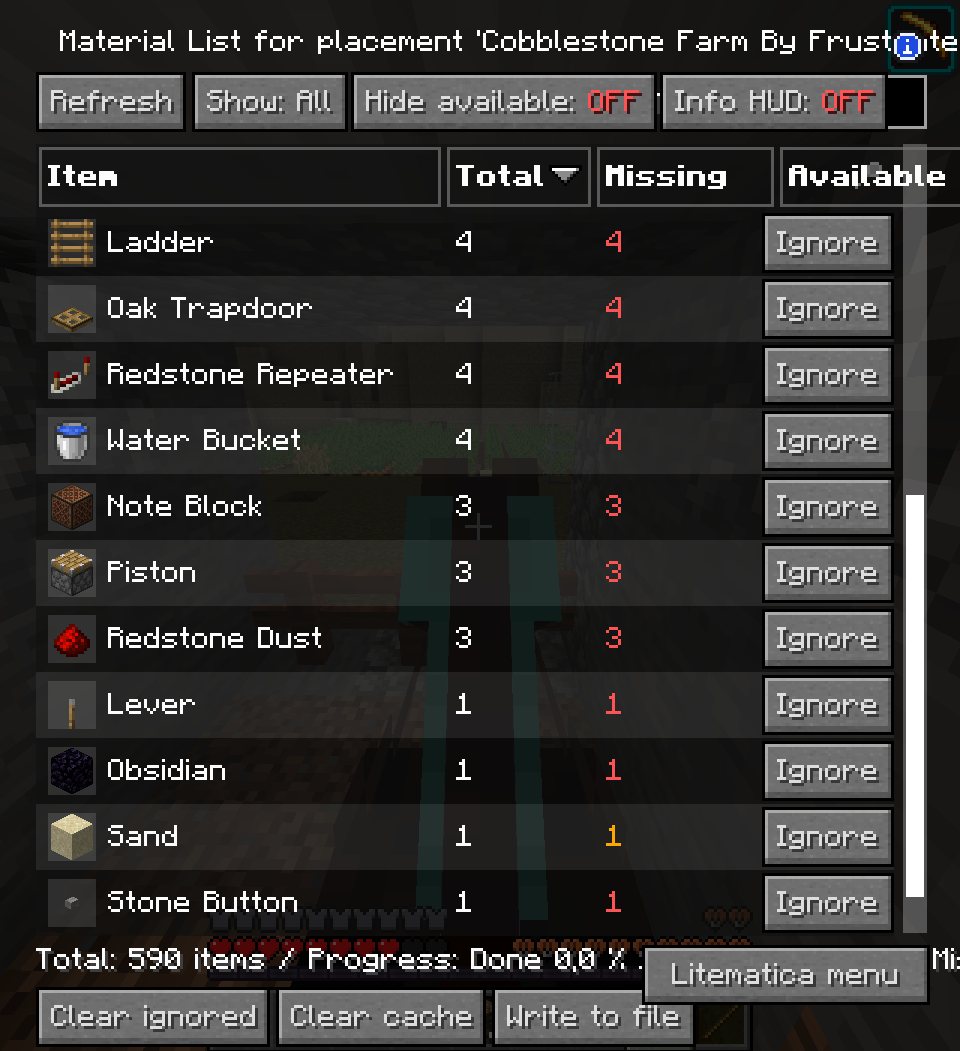 Material List for placement 'Cobblestone Farm By Frust
Refresh Show: All Hide available: OFF Info HUD: OFF
Item Total Missing Available
Ladder 4 4 Ignore
Oak Trapdoor 4 4 Ignore
Redstone Repeater 4 4 Ignore
Water Bucket 4 4 Ignore
Note Block 3 3 Ignore
Piston 3 3 Ignore
Redstone Dust 3 3 Ignore
Lever 1 1 Ignore
Obsidian 1 1 Ignore
Sand 1 1 Ignore
Stone Button 1 1 Ignore
Total: 590 items / Progress: Done 0,0 %
Litematica menu
Clear ignored Clear cache Write to file